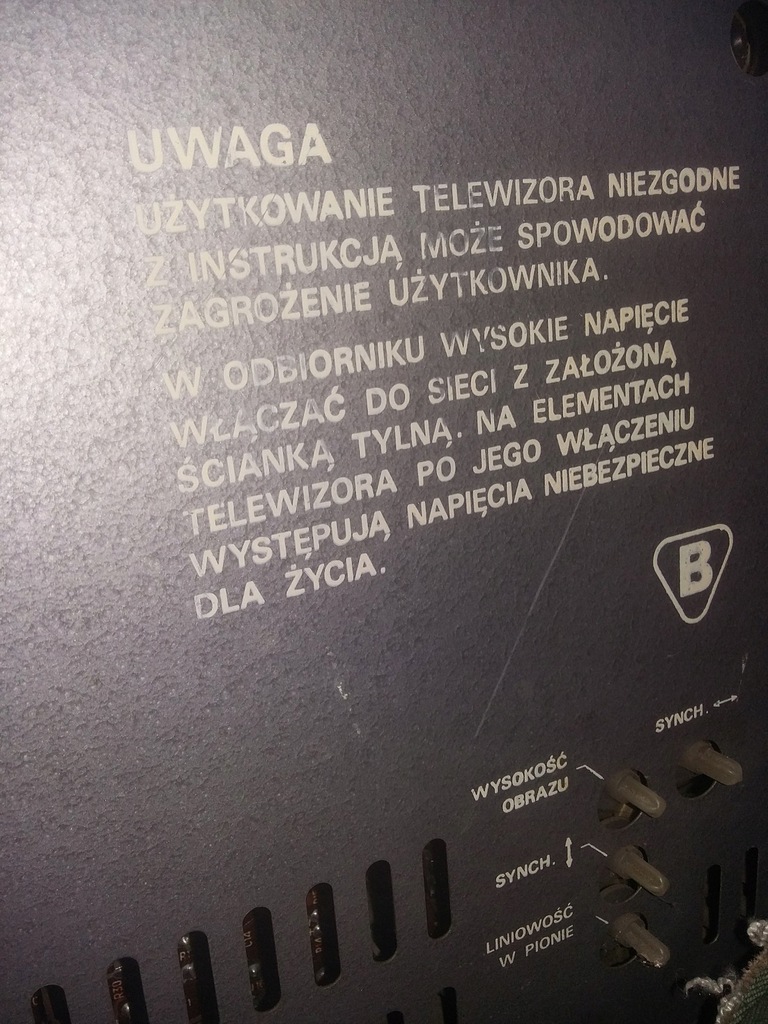 UWAGA
UŻYTKOWANIE TELEWIZORA NIEZGODNE
Z INSTRUKCJĄ MOŻE SPOWODOWAĆ
ZAGROŻENIE UŻYTKOWNIKA.
W ODBIORNIKU WYSOKIE NAPIĘCIE
WŁĄCZAĆ DO SIECI Z ZAŁOŻONĄ
ŚCIANKĄ TYLNĄ. NA ELEMENTACH
TELEWIZORA PO JEGO WŁĄCZENIU
WYSTĘPUJĄ NAPIĘCIA NIEBEZPIECZNE
DLA ŻYCIA.
B
SYNCH. ↔
WYSOKOŚĆ
OBRAZU
SYNCH. ↕
LINIOWOŚĆ
W PIONIE